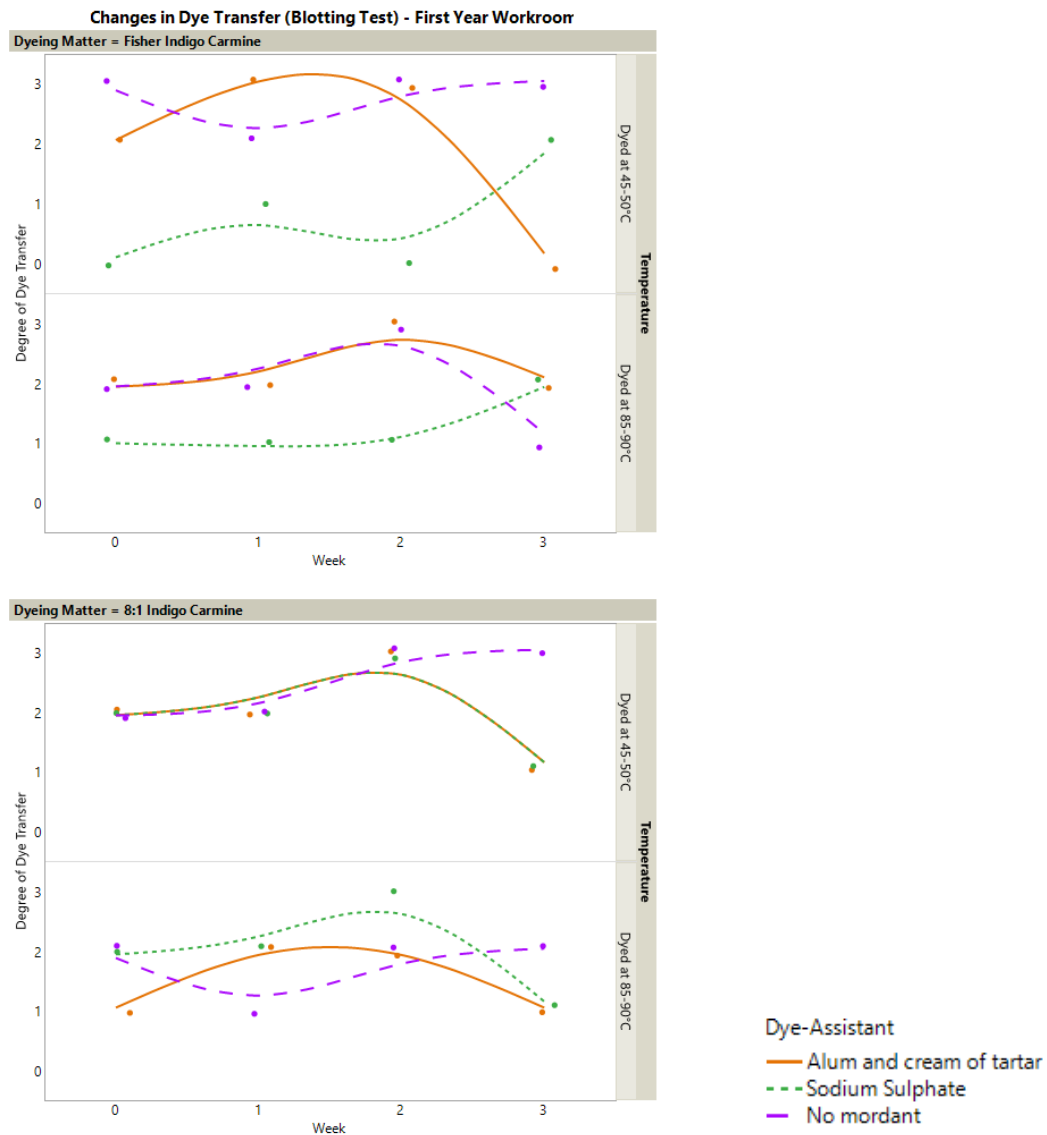 Changes in Dye Transfer (Blotting Test) - First Year Workroom
Dyeing Matter = Fisher Indigo Carmine
Degree of Dye Transfer
3
2
1
0
Dyed at 45-50°C
3
2
1
0
Dyed at 85-90°C
Temperature
0 1 2 3
Week
Dyeing Matter = 8:1 Indigo Carmine
Degree of Dye Transfer
3
2
1
0
Dyed at 45-50°C
3
2
1
0
Dyed at 85-90°C
Temperature
0 1 2 3
Week
Dye-Assistant
Alum and cream of tartar
Sodium Sulphate
No mordant